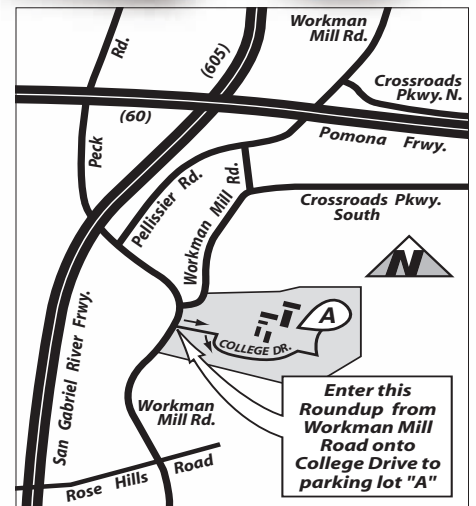 Workman
Mill Rd.
Rd.
(605)
Crossroads
Pkwy. N.
(60)
Pomona Frwy.
Peck
Pellissier Rd.
Workman Mill Rd.
Crossroads Pkwy.
South
N
San Gabriel River Frwy.
A
COLLEGE DR.
Workman
Mill Rd.
Enter this
Roundup from
Workman Mill
Road onto
College Drive to
parking lot "A"
Rose Hills Road